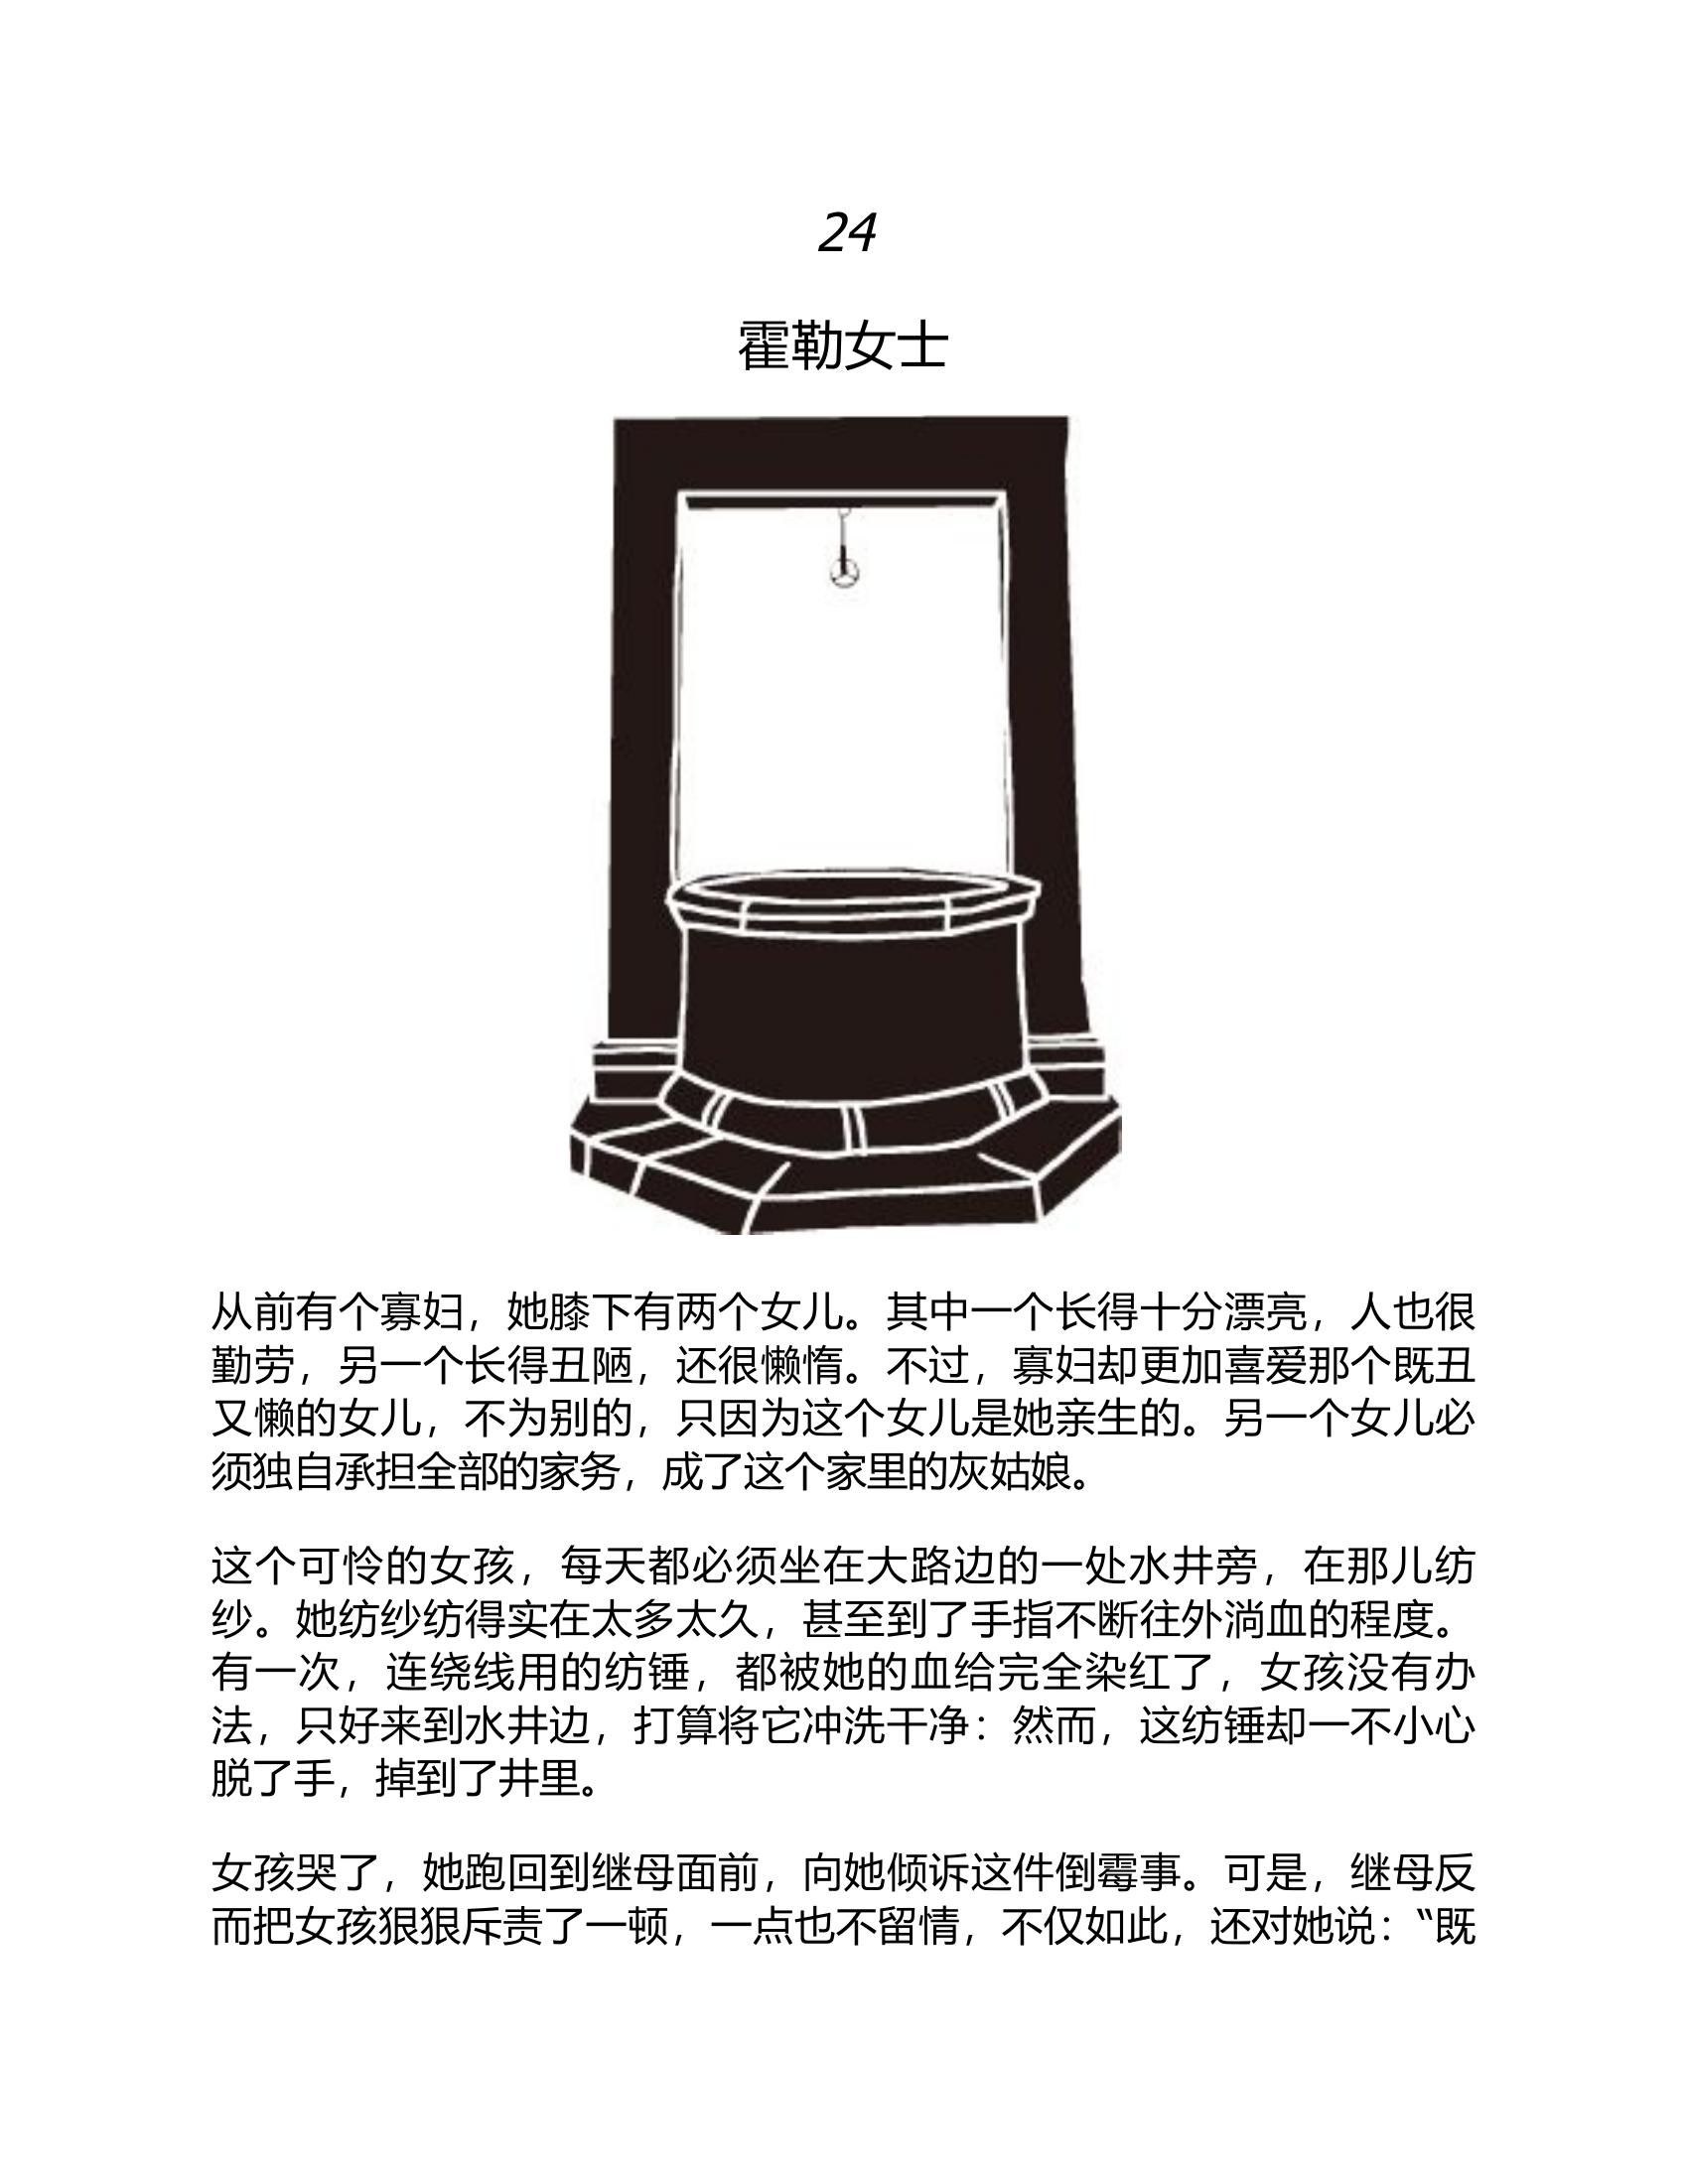 24
霍勒女士
从前有个寡妇，她膝下有两个女儿。其中一个长得十分漂亮，人也很
勤劳，另一个长得丑陋，还很懒惰。不过，寡妇却更加喜爱那个既丑
又懒的女儿，不为别的，只因为这个女儿是她亲生的。另一个女儿必
须独自承担全部的家务，成了这个家里的灰姑娘。
这个可怜的女孩，每天都必须坐在大路边的一处水井旁，在那儿纺
纱。她纺纱纺得实在太多太久，甚至到了手指不断往外淌血的程度。
有一次，连绕线用的纺锤，都被她的血给完全染红了，女孩没有办
法，只好来到水井边，打算将它冲洗干净：然而，这纺锤却一不小心
脱了手，掉到了井里。
女孩哭了，她跑回到继母面前，向她倾诉这件倒霉事。可是，继母反
而把女孩狠狠斥责了一顿，一点也不留情，不仅如此，还对她说：“既